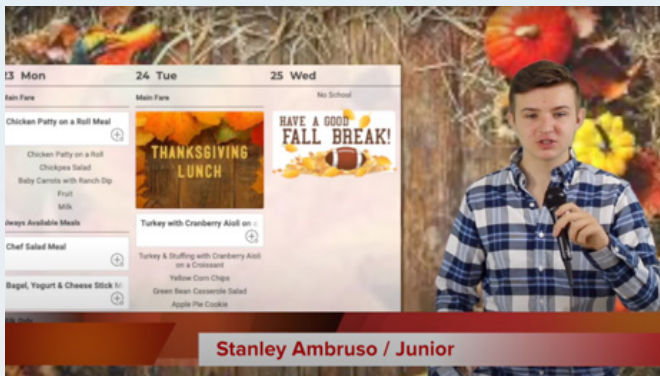 23 Mon
24 Tue
25 Wed
Main Fare
Main Fare
No School
Chicken Patty on a Roll Meal
Chicken Patty on a Roll
Chickpea Salad
Baby Carrots with Ranch Dip
Fruit
Milk
Always Available Meals
Chef Salad Meal
Bagel, Yogurt & Cheese Stick M
THANKSGIVING
LUNCH
Turkey with Cranberry Aioli on
Turkey & Stuffing with Cranberry Aioli
on a Croissant
Yellow Corn Chips
Green Bean Casserole Salad
Apple Pie Cookie
HAVE A GOOD
FALL BREAK!
Stanley Ambruso / Junior